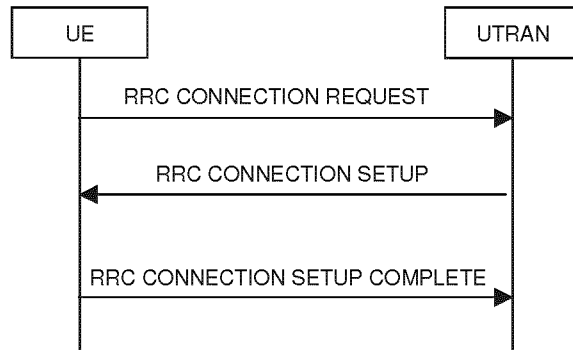 UE
UTRAN
RRC CONNECTION REQUEST
RRC CONNECTION SETUP
RRC CONNECTION SETUP COMPLETE